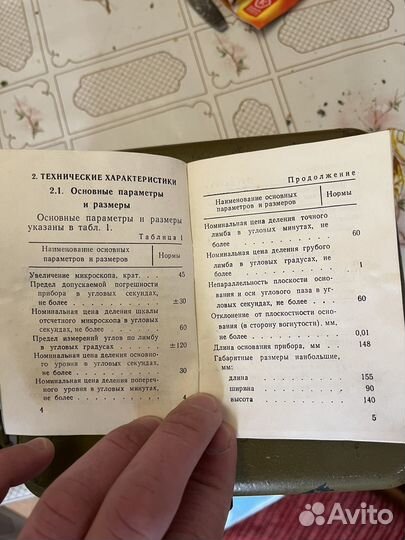 2. ТЕХНИЧЕСКИЕ ХАРАКТЕРИСТИКИ
2.1. Основные параметры
и размеры
Основные параметры и размеры
указаны в табл. 1.
Таблица 1
Наименование основных
параметров и размеров
Нормы
Увеличение микроскопа, крат. 45
Предел допускаемой погрешности
прибора в угловых секундах,
не более ±30
Номинальная цена деления шкалы
отсчетного микроскопа в угловых
секундах, не более 60
Предел измерений углов по лимбу
в угловых градусах ±120
Номинальная цена деления основно-
го уровня в угловых секундах,
не более 30
Номинальная цена деления попереч-
ного уровня в угловых минутах,
не более 4
4
Продолжение
Наименование основных
параметров и размеров
Нормы
Номинальная цена деления точного
лимба в угловых минутах, не
более 60
Номинальная цена деления грубого
лимба в угловых градусах, не
более 1
Непараллельность плоскости основа-
ния и оси углового паза в уг-
ловых секундах, не более 60
Отклонение от плоскостности осно-
вания (в сторону вогнутости), мм,
не более 0,01
Длина основания прибора, мм 148
Габаритные размеры наибольшие,
мм:
длина 155
ширина 90
высота 140
5
Avito